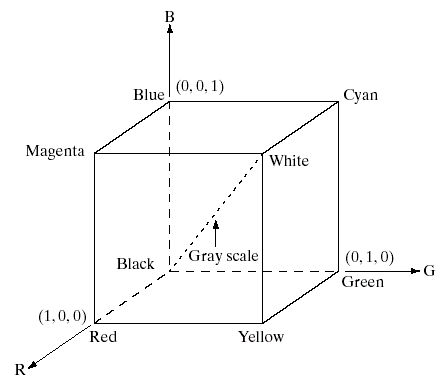 B
Blue (0, 0, 1)
Cyan
Magenta
White
Black
Gray scale
(0, 1, 0)
G
Green
(1, 0, 0)
Red
Yellow
R